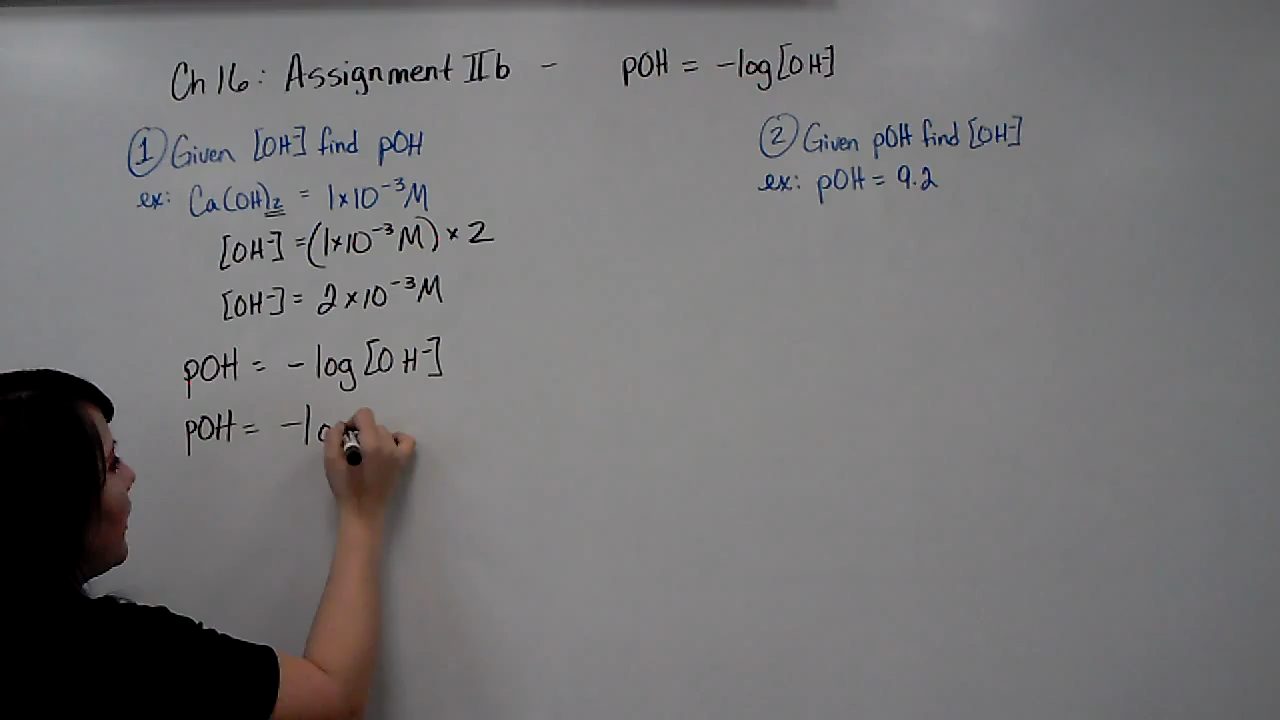 Ch 16: Assignment IIb - pOH = -log[OH⁻]
① Given [OH⁻] find pOH
ex: Ca(OH)₂ = 1×10⁻³M
[OH⁻] = (1×10⁻³M) × 2
[OH⁻] = 2×10⁻³M
pOH = -log[OH⁻]
pOH = -lo
② Given pOH find [OH⁻]
ex: pOH = 9.2